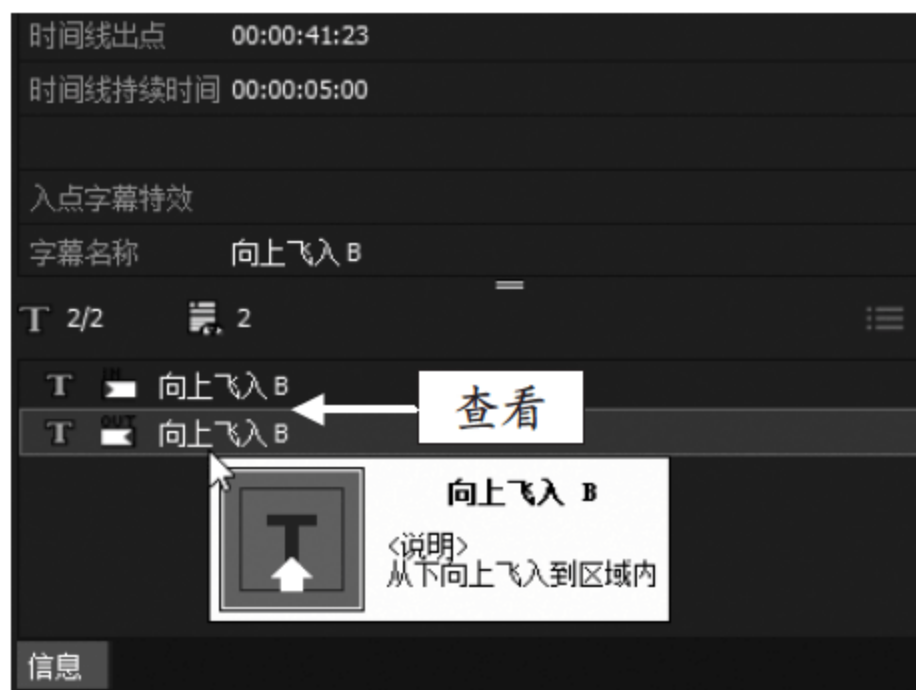 时间线出点 00:00:41:23
时间线持续时间 00:00:05:00
入点字幕特效
字幕名称 向上飞入 B
T 2/2 2
T IN 向上飞入 B
查看
T OUT 向上飞入 B
向上飞入 B
T
<说明>
从下向上飞入到区域内
信息